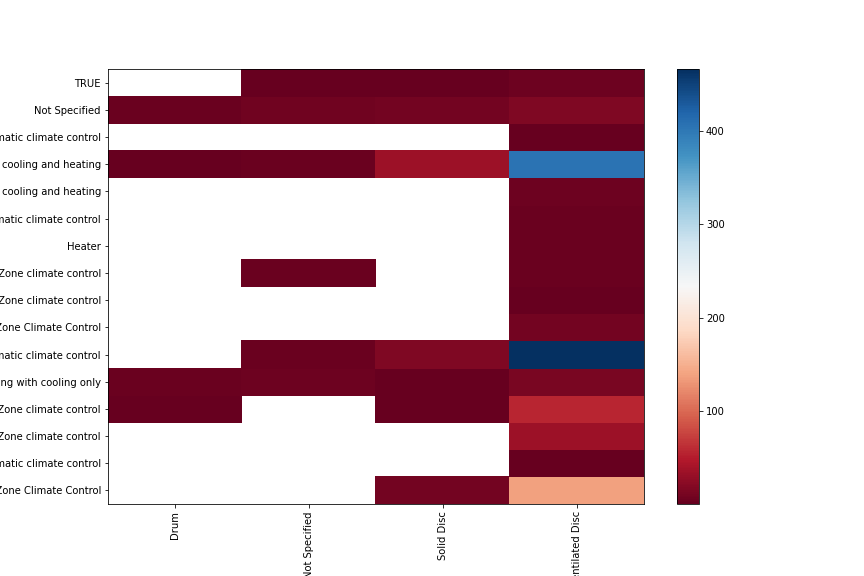 TRUE
Not Specified
matic climate control
cooling and heating
cooling and heating
matic climate control
Heater
Zone climate control
Zone climate control
Zone Climate Control
matic climate control
ng with cooling only
Zone climate control
Zone climate control
matic climate control
Zone Climate Control
Drum
Not Specified
Solid Disc
entilated Disc
400
300
200
100